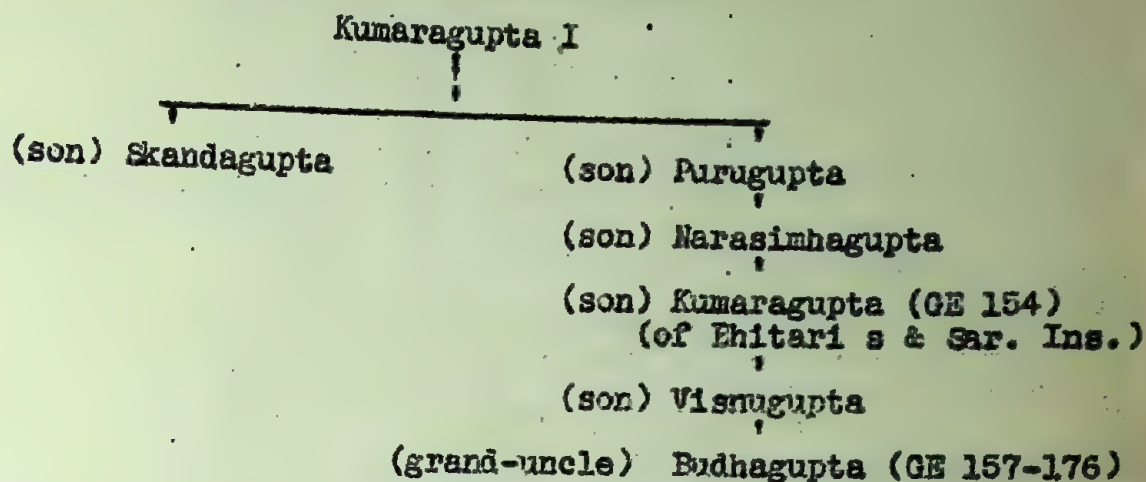 Kumaragupta I
(son) Skandagupta
(son) Purugupta
(son) Narasimhagupta
(son) Kumaragupta (GE 154)
(of Bhitari s & Sar. Ins.)
(son) Visnugupta
(grand-uncle) Budhagupta (GE 157-176)